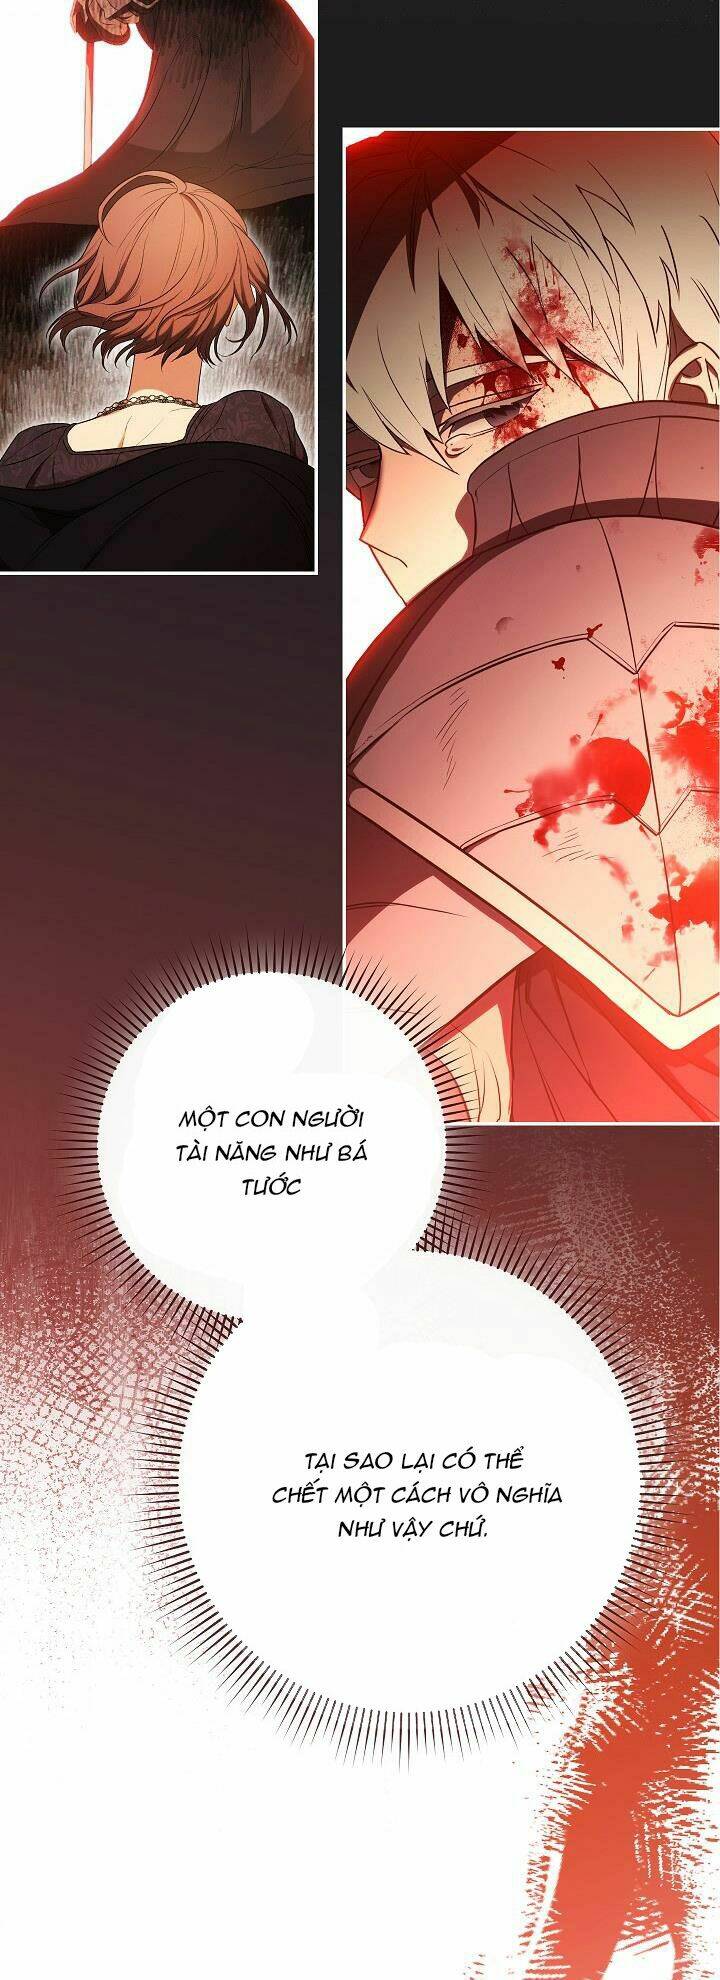 MỘT CON NGƯỜI
TÀI NĂNG NHƯ BÁ
TƯỚC
TẠI SAO LẠI CÓ THỂ
CHẾT MỘT CÁCH VÔ NGHĨA
NHƯ VẬY CHỨ.